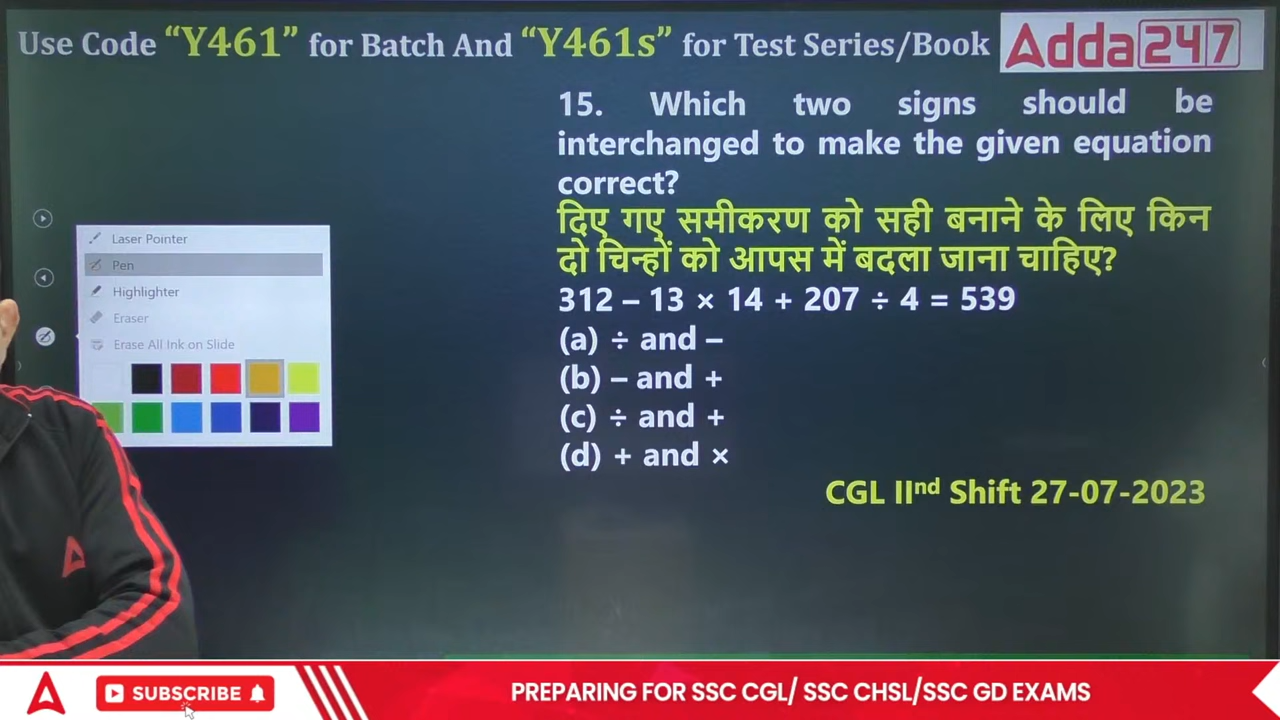 Use Code “Y461” for Batch And “Y461s” for Test Series/Book
Adda247
15. Which two signs should be
interchanged to make the given equation
correct?
दिए गए समीकरण को सही बनाने के लिए किन
दो चिन्हों को आपस में बदला जाना चाहिए?
312 – 13 × 14 + 207 ÷ 4 = 539
(a) ÷ and –
(b) – and +
(c) ÷ and +
(d) + and ×
CGL IInd Shift 27-07-2023
Laser Pointer
Pen
Highlighter
Eraser
Erase All Ink on Slide
SUBSCRIBE
PREPARING FOR SSC CGL/ SSC CHSL/SSC GD EXAMS